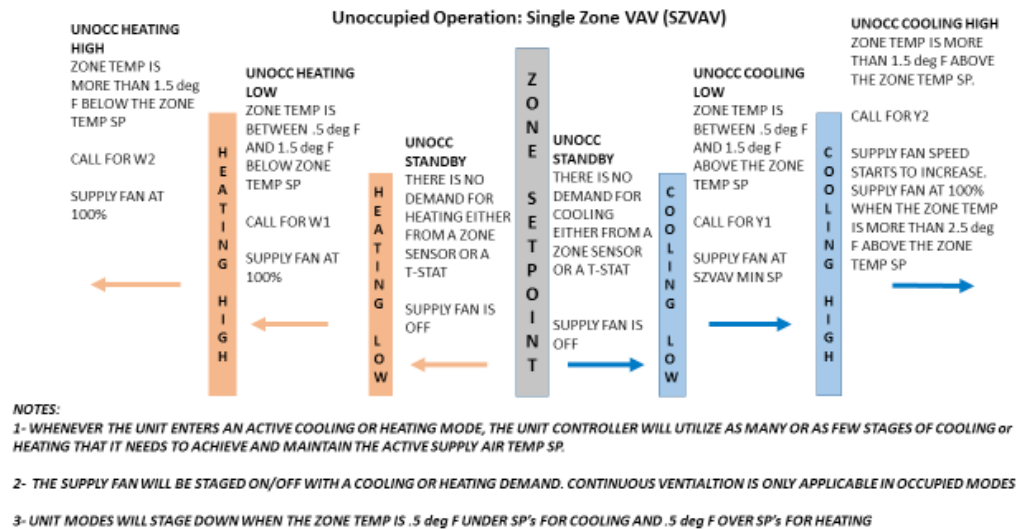 Unoccupied Operation: Single Zone VAV (SZVAV)
UNOCC HEATING
HIGH
ZONE TEMP IS
MORE THAN 1.5 deg
F BELOW THE ZONE
TEMP SP
CALL FOR W2
SUPPLY FAN AT
100%
HEATING HIGH
UNOCC HEATING
LOW
ZONE TEMP IS
BETWEEN .5 deg F
AND 1.5 deg F
BELOW ZONE
TEMP SP
CALL FOR W1
SUPPLY FAN AT
100%
HEATING LOW
UNOCC
STANDBY
THERE IS NO
DEMAND FOR
HEATING EITHER
FROM A ZONE
SENSOR OR A
T-STAT
SUPPLY FAN IS
OFF
ZONE SETPOINT
UNOCC
STANDBY
THERE IS NO
DEMAND FOR
COOLING
EITHER FROM A
ZONE SENSOR
OR A T-STAT
SUPPLY FAN IS
OFF
COOLING LOW
UNOCC COOLING
LOW
ZONE TEMP IS
BETWEEN .5 deg F
AND 1.5 deg F
ABOVE THE ZONE
TEMP SP
CALL FOR Y1
SUPPLY FAN AT
SZVAV MIN SP
COOLING HIGH
UNOCC COOLING HIGH
ZONE TEMP IS MORE
THAN 1.5 deg F ABOVE
THE ZONE TEMP SP.
CALL FOR Y2
SUPPLY FAN SPEED
STARTS TO INCREASE.
SUPPLY FAN AT 100%
WHEN THE ZONE TEMP
IS MORE THAN 2.5 deg
F ABOVE THE ZONE
TEMP SP
NOTES:
1- WHENEVER THE UNIT ENTERS AN ACTIVE COOLING OR HEATING MODE, THE UNIT CONTROLLER WILL UTILIZE AS MANY OR AS FEW STAGES OF COOLING or
HEATING THAT IT NEEDS TO ACHIEVE AND MAINTAIN THE ACTIVE SUPPLY AIR TEMP SP.
2- THE SUPPLY FAN WILL BE STAGED ON/OFF WITH A COOLING OR HEATING DEMAND. CONTINUOUS VENTIALTION IS ONLY APPLICABLE IN OCCUPIED MODES
3- UNIT MODES WILL STAGE DOWN WHEN THE ZONE TEMP IS .5 deg F UNDER SP's FOR COOLING AND .5 deg F OVER SP's FOR HEATING